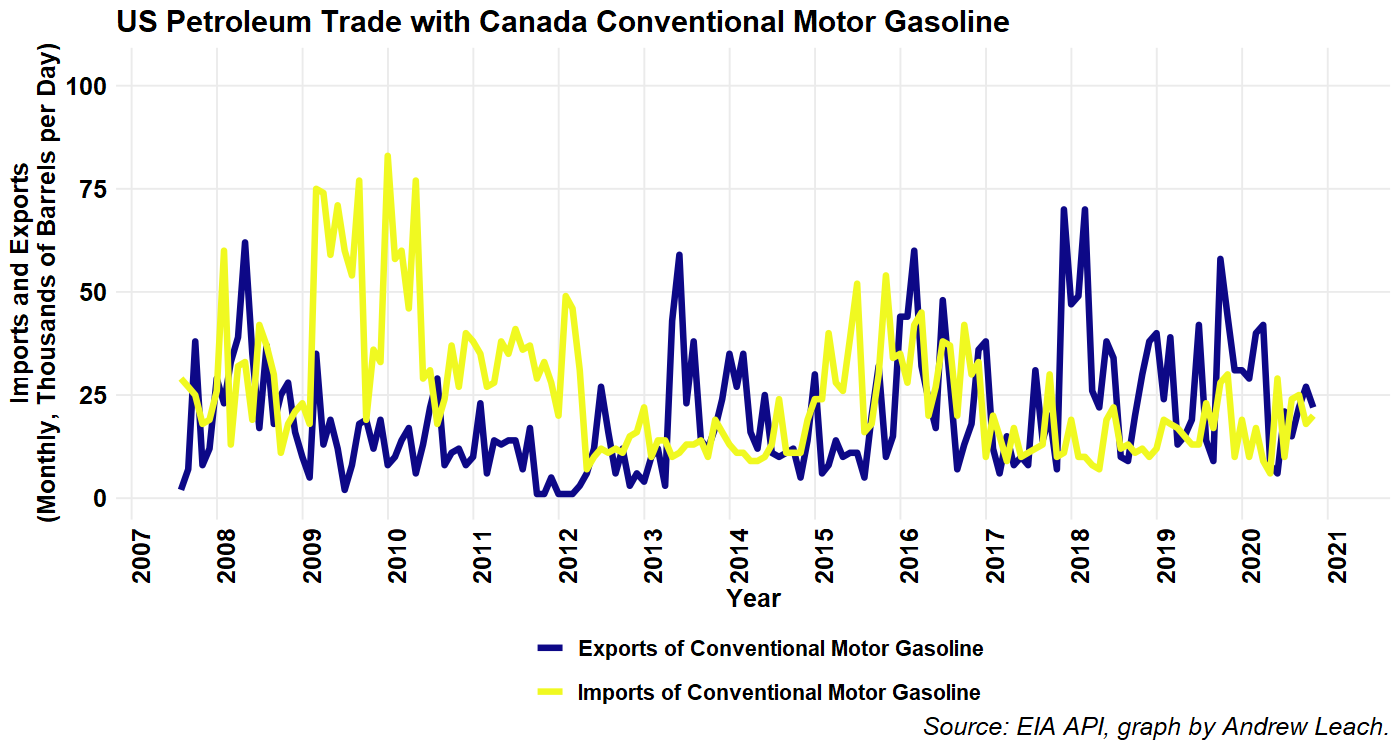 US Petroleum Trade with Canada Conventional Motor Gasoline
Imports and Exports
(Monthly, Thousands of Barrels per Day)
100
75
50
25
0
2007
2008
2009
2010
2011
2012
2013
2014
2015
2016
2017
2018
2019
2020
2021
Year
Exports of Conventional Motor Gasoline
Imports of Conventional Motor Gasoline
Source: EIA API, graph by Andrew Leach.